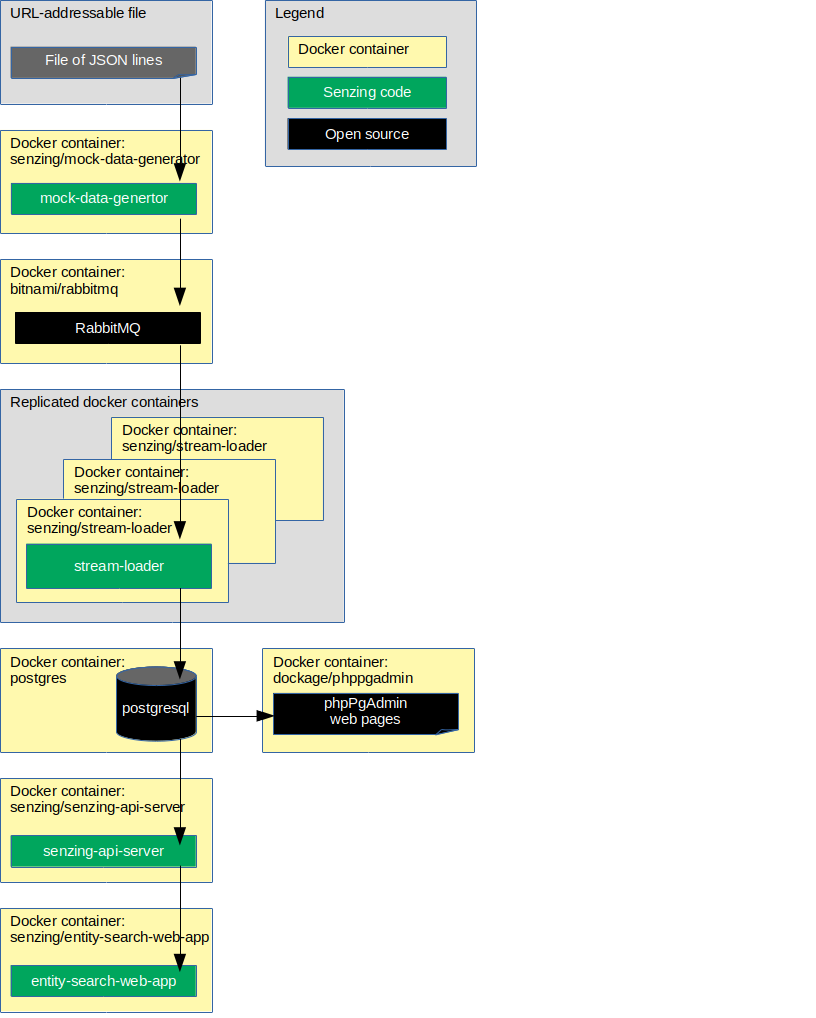 URL-addressable file
File of JSON lines
Legend
Docker container
Senzing code
Open source
Docker container:
senzing/mock-data-generator
mock-data-genertor
Docker container:
bitnami/rabbitmq
RabbitMQ
Replicated docker containers
Docker container:
senzing/stream-loader
Docker container:
senzing/stream-loader
Docker container:
senzing/stream-loader
stream-loader
Docker container:
postgres
postgresql
Docker container:
dockage/phppgadmin
phpPgAdmin
web pages
Docker container:
senzing/senzing-api-server
senzing-api-server
Docker container:
senzing/entity-search-web-app
entity-search-web-app